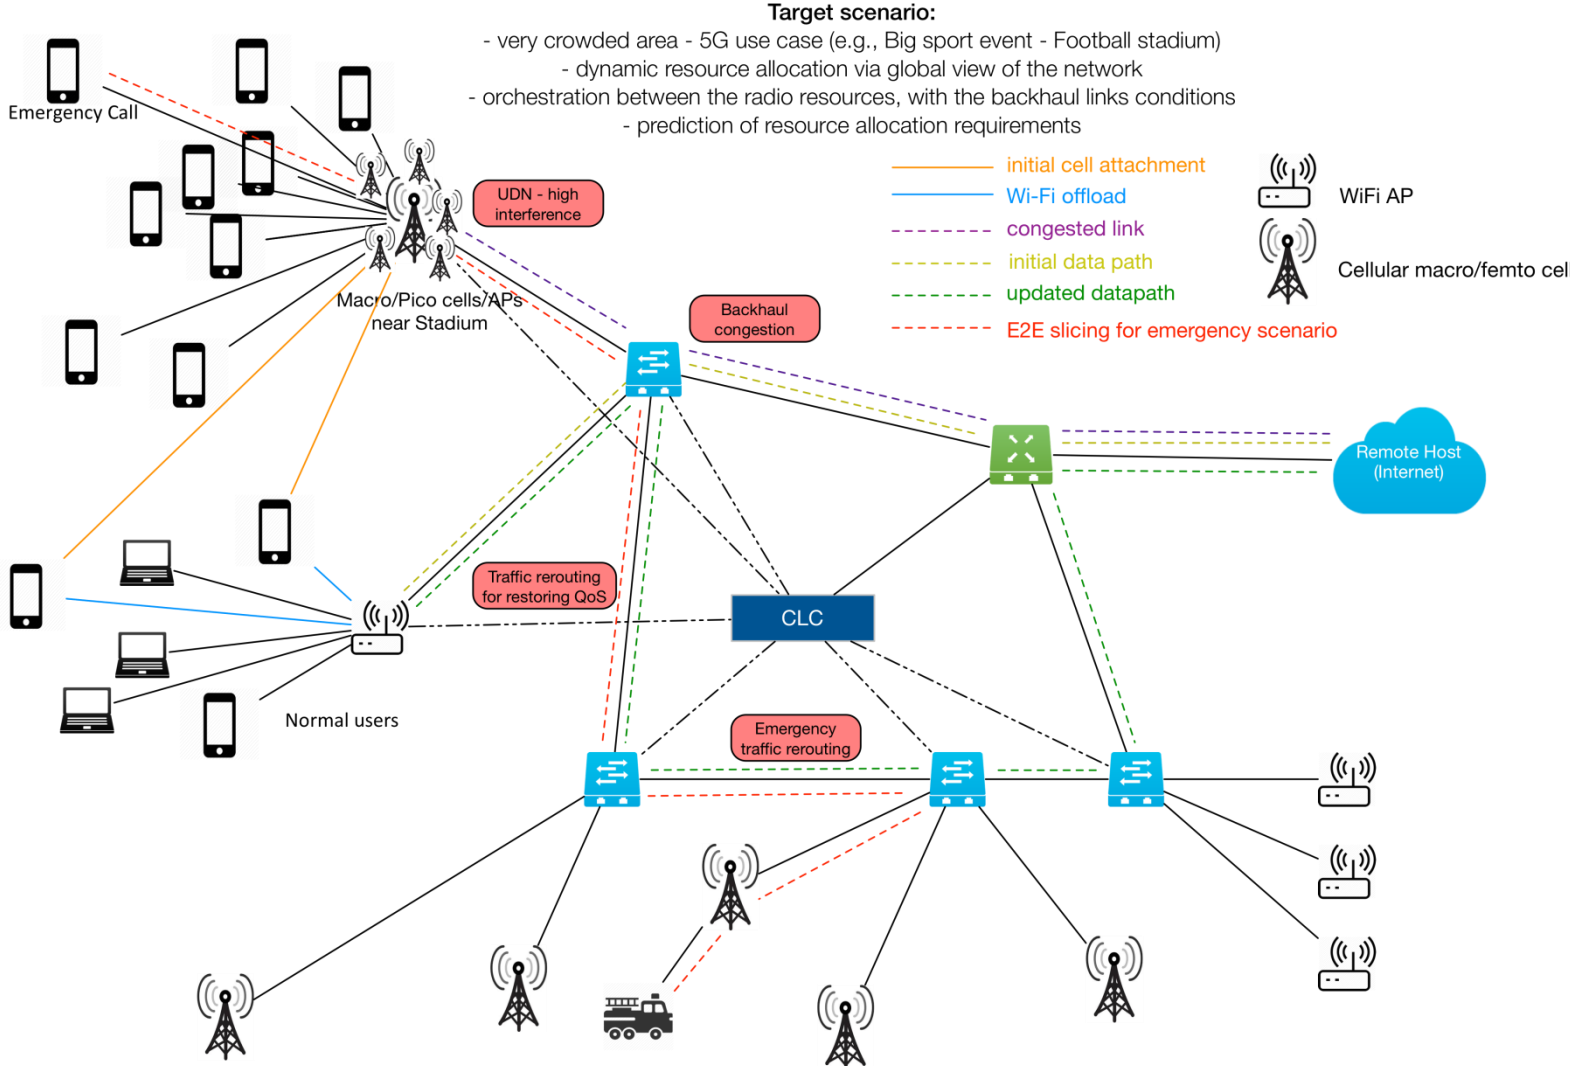 Target scenario:
- very crowded area - 5G use case (e.g., Big sport event - Football stadium)
- dynamic resource allocation via global view of the network
- orchestration between the radio resources, with the backhaul links conditions
- prediction of resource allocation requirements
Emergency Call
initial cell attachment
Wi-Fi offload
congested link
initial data path
updated datapath
E2E slicing for emergency scenario
WiFi AP
Cellular macro/femto cel
UDN - high
interference
Macro/Pico cells/APs
near Stadium
Backhaul
congestion
Remote Host
(Internet)
Traffic rerouting
for restoring QoS
CLC
Normal users
Emergency
traffic rerouting